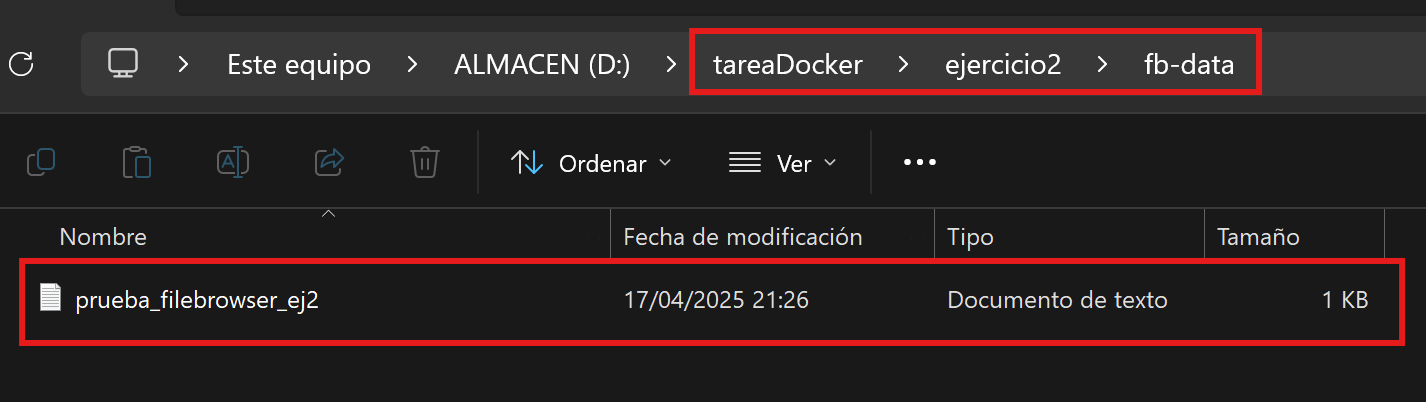 Este equipo > ALMACEN (D:) > tareaDocker > ejercicio2 > fb-data
Ordenar Ver
Nombre Fecha de modificación Tipo Tamaño
prueba_filebrowser_ej2 17/04/2025 21:26 Documento de texto 1 KB